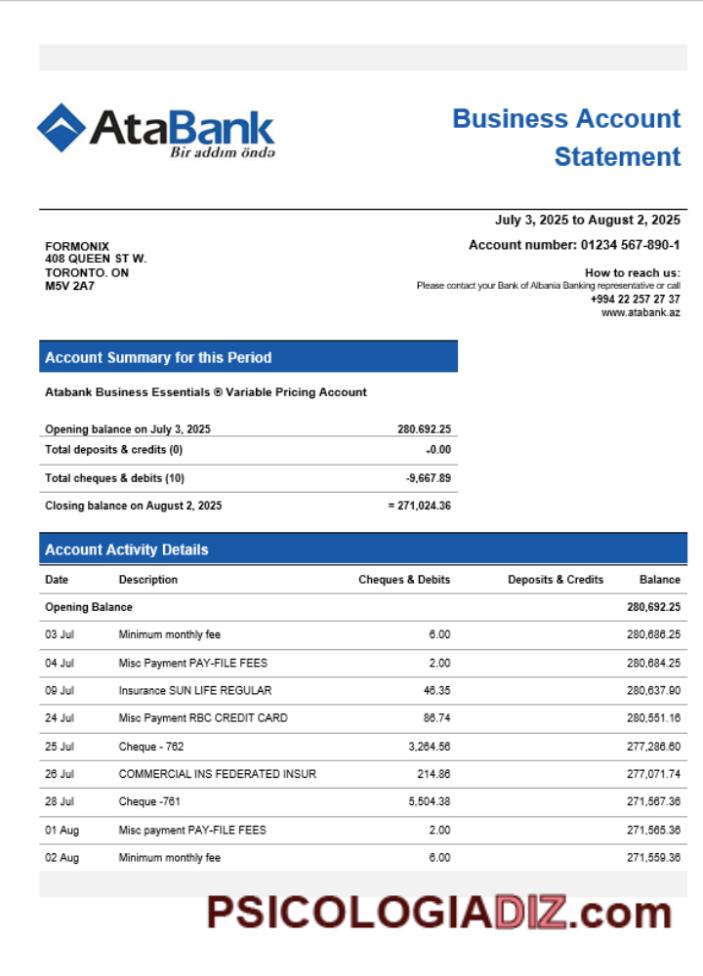 AtaBank
Bir addım öndə
Business Account
Statement
July 3, 2025 to August 2, 2025
Account number: 01234 567-890-1
FORMONIX
408 QUEEN ST W.
TORONTO. ON
M5V 2A7
How to reach us:
Please contact your Bank of Albania Banking representative or call
+994 22 257 27 37
www.atabank.az
Account Summary for this Period
Atabank Business Essentials ® Variable Pricing Account
Opening balance on July 3, 2025 280.692.25
Total deposits & credits (0) -0.00
Total cheques & debits (10) -9,667.89
Closing balance on August 2, 2025 = 271,024.36
Account Activity Details
Date Description Cheques & Debits Deposits & Credits Balance
Opening Balance 280,692.25
03 Jul Minimum monthly fee 6.00 280,686.25
04 Jul Misc Payment PAY-FILE FEES 2.00 280,684.25
09 Jul Insurance SUN LIFE REGULAR 46.35 280,637.90
24 Jul Misc Payment RBC CREDIT CARD 86.74 280,551.16
25 Jul Cheque - 762 3,264.56 277,286.60
26 Jul COMMERCIAL INS FEDERATED INSUR 214.86 277,071.74
28 Jul Cheque -761 5,504.38 271,567.36
01 Aug Misc payment PAY-FILE FEES 2.00 271,565.36
02 Aug Minimum monthly fee 6.00 271,559.36
PSICOLOGIADIZ.com